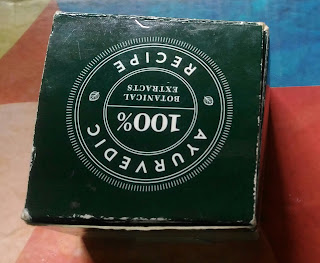 AYURVEDIC
100%
BOTANICAL
EXTRACTS
RECIPE